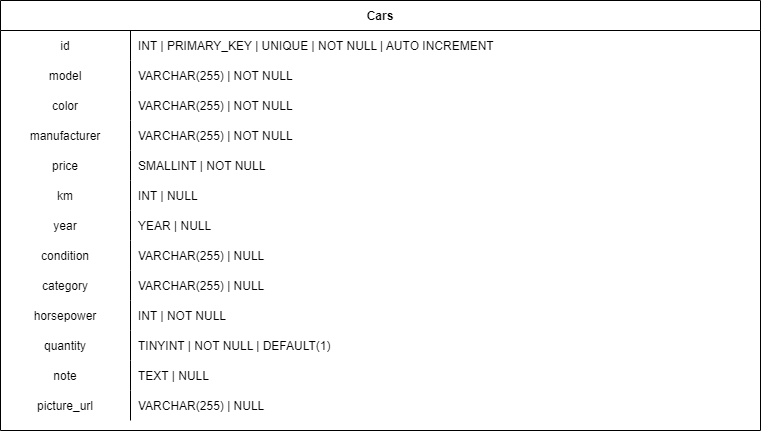 Cars
id INT | PRIMARY_KEY | UNIQUE | NOT NULL | AUTO INCREMENT
model VARCHAR(255) | NOT NULL
color VARCHAR(255) | NOT NULL
manufacturer VARCHAR(255) | NOT NULL
price SMALLINT | NOT NULL
km INT | NULL
year YEAR | NULL
condition VARCHAR(255) | NULL
category VARCHAR(255) | NULL
horsepower INT | NOT NULL
quantity TINYINT | NOT NULL | DEFAULT(1)
note TEXT | NULL
picture_url VARCHAR(255) | NULL